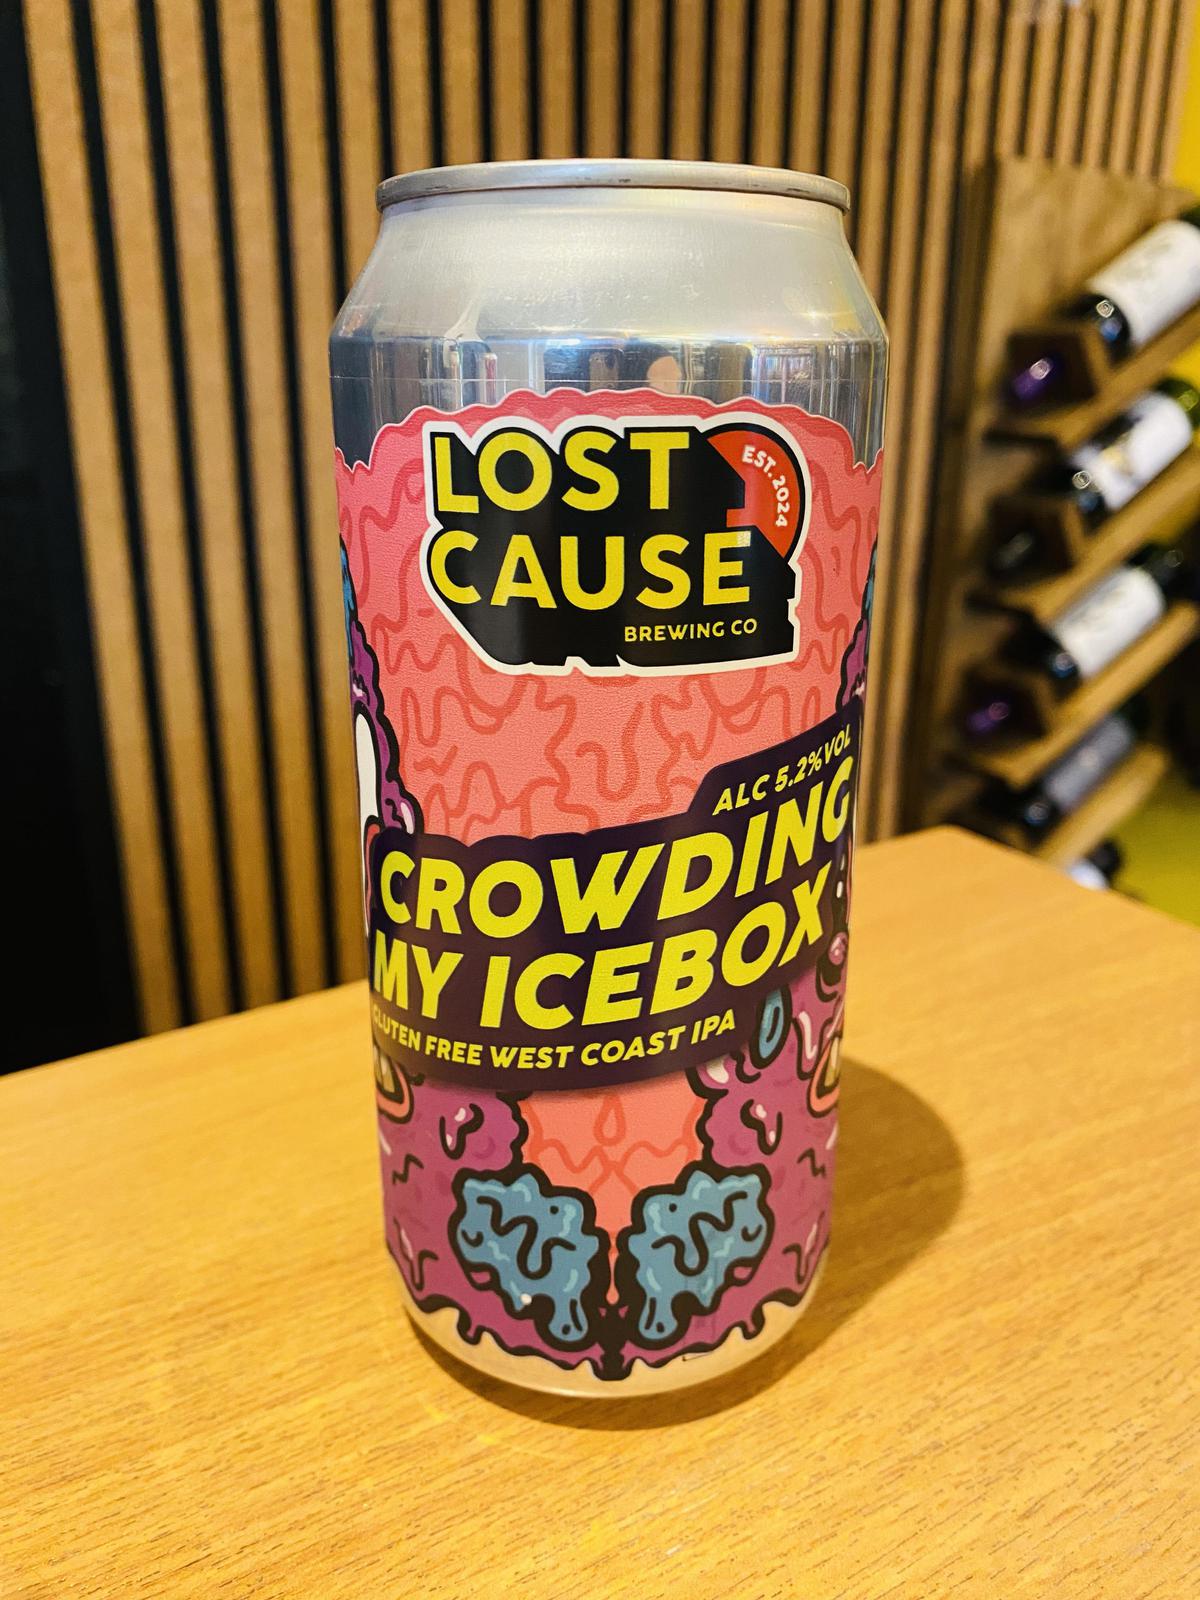 LOST
CAUSE
BREWING CO
EST. 2024
ALC 5.2% VOL
CROWDING
MY ICEBOX
GLUTEN FREE WEST COAST IPA